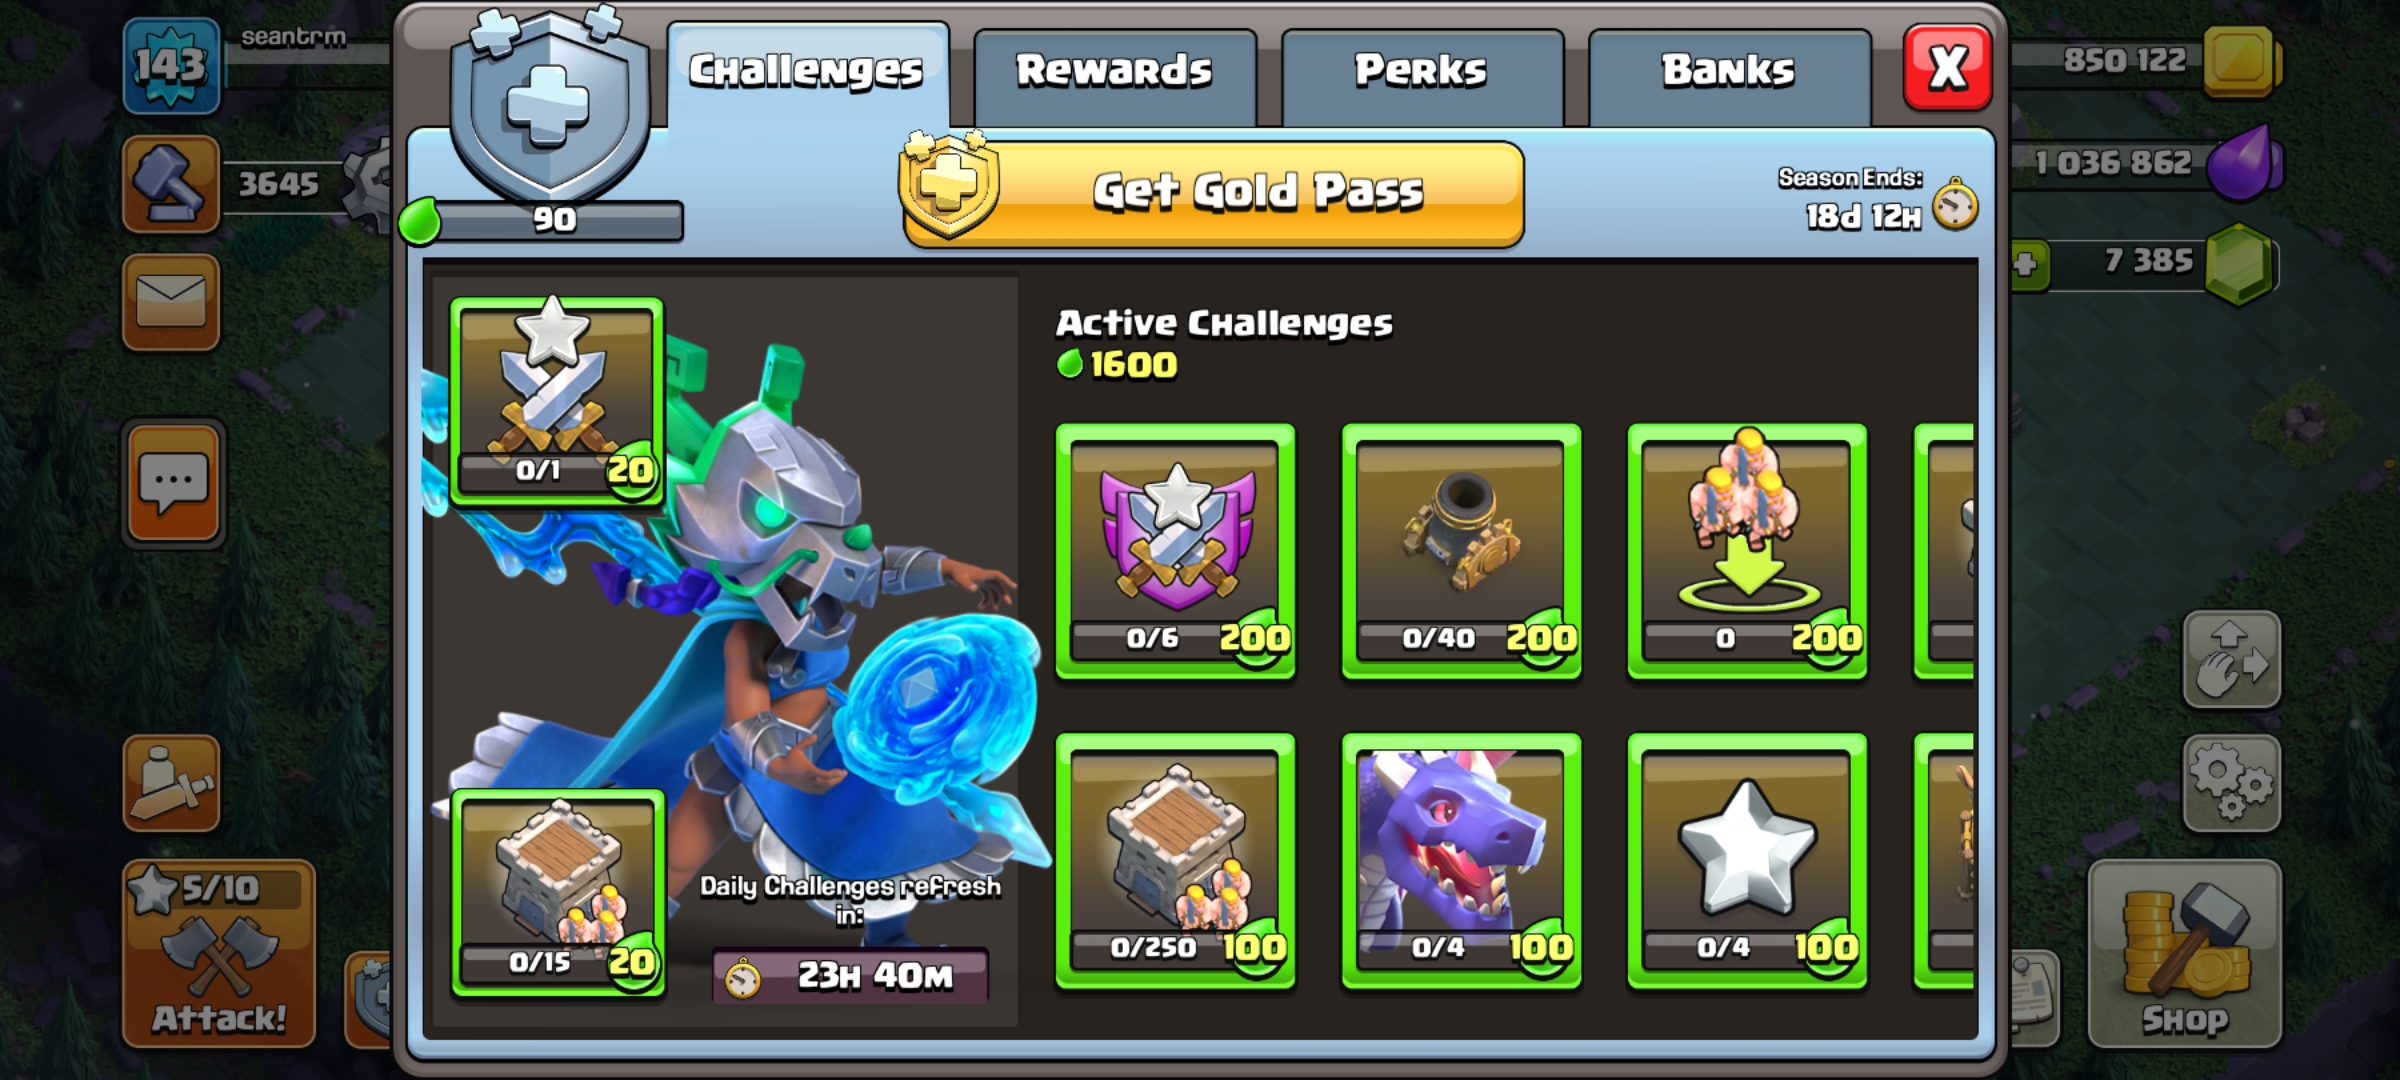 143
seantrm
Challenges
Rewards
Perks
Banks
X
850 122
3645
90
Get Gold Pass
Season Ends:
18d 12H
1 036 862
7 385
0/1
20
Active Challenges
1600
0/6
200
0/40
200
0
200
0/15
20
Daily Challenges refresh
in:
23H 40M
0/250
100
0/4
100
0/4
100
5/10
Attack!
Shop